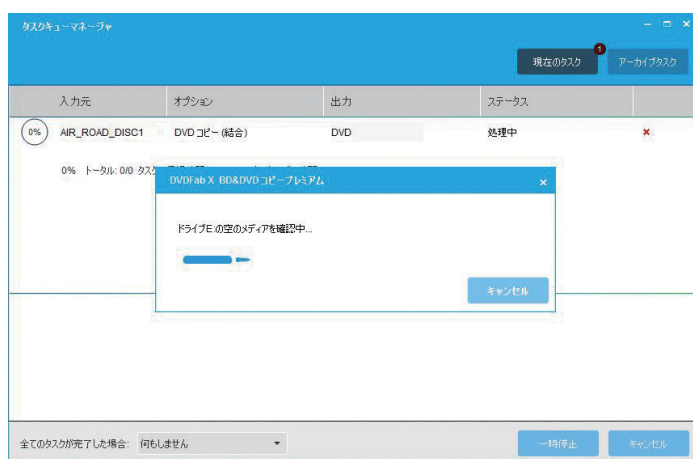 タスクキューマネージャ
現在のタスク 1 アーカイブタスク
入力元 オプション 出力 ステータス
0% AIR_ROAD_DISC1 DVD コピー (結合) DVD 処理中
0% トータル: 0/0 タスク
DVDFab X BD&DVD コピープレミアム
ドライブE:の空のメディアを確認中...
キャンセル
全てのタスクが完了した場合: 何もしません 一時停止 キャンセル